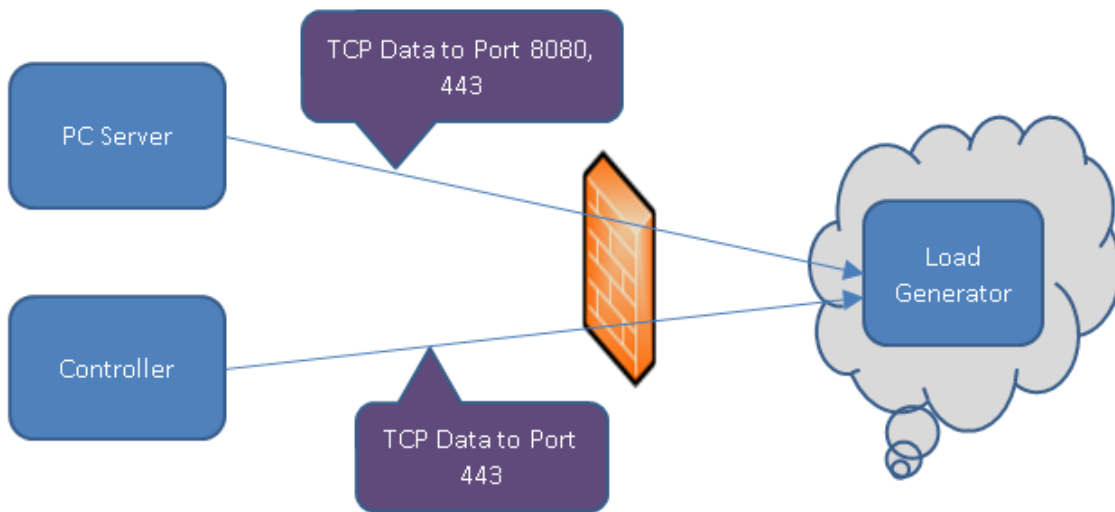 TCP Data to Port 8080,
443
PC Server
Load
Generator
Controller
TCP Data to Port
443